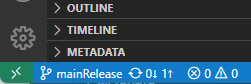 OUTLINE
TIMELINE
METADATA
mainRelease 0↓ 1↑ 0 0